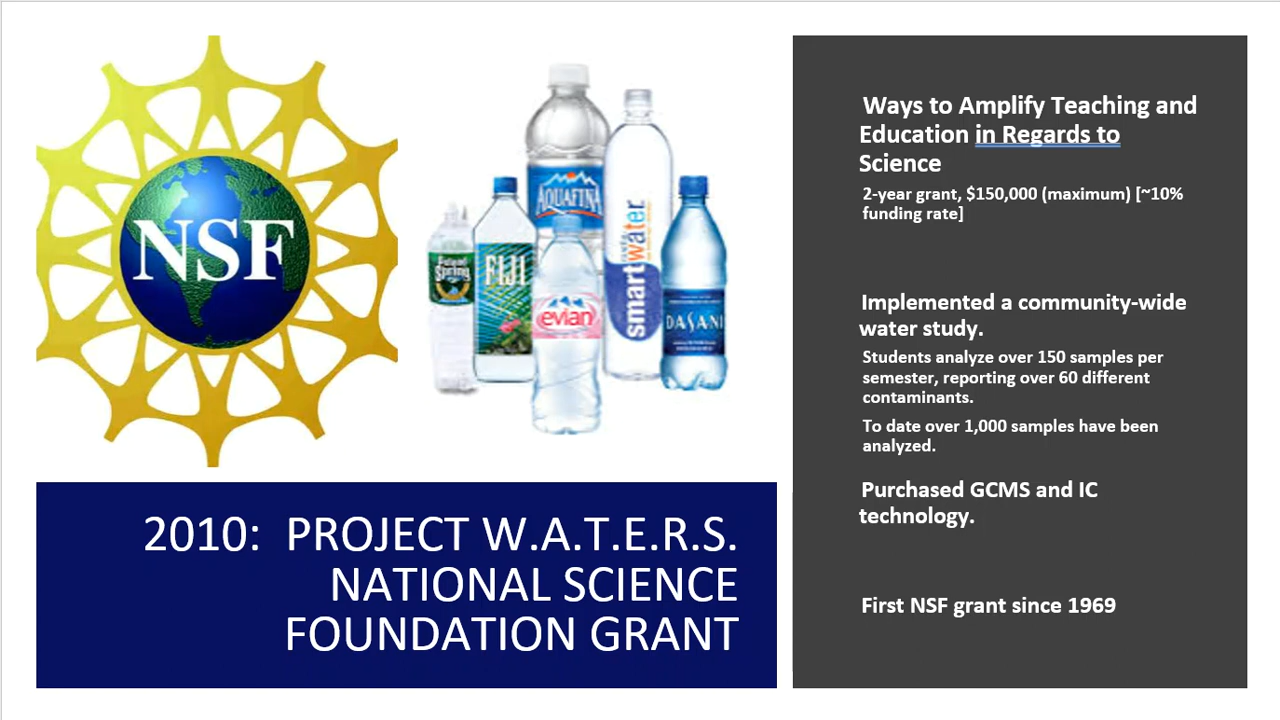 NSF
AQUAFINA
Poland
Spring
FIJI
evian
smartwater
DASANI
2010: PROJECT W.A.T.E.R.S.
NATIONAL SCIENCE
FOUNDATION GRANT
Ways to Amplify Teaching and
Education in Regards to
Science
2-year grant, $150,000 (maximum) [~10%
funding rate]
Implemented a community-wide
water study.
Students analyze over 150 samples per
semester, reporting over 60 different
contaminants.
To date over 1,000 samples have been
analyzed.
Purchased GCMS and IC
technology.
First NSF grant since 1969